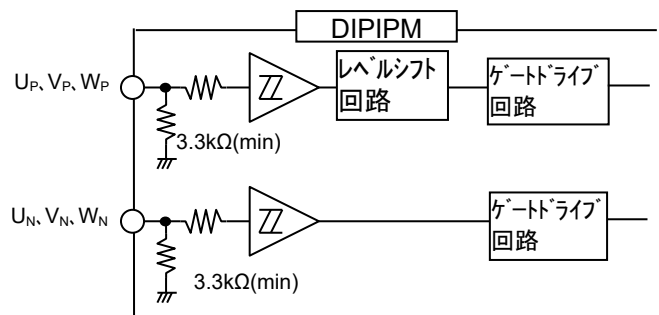 DIPIPM
UP、VP、WP
レベルシフト
回路
ゲートドライブ
回路
3.3kΩ(min)
UN、VN、WN
ゲートドライブ
回路
3.3kΩ(min)